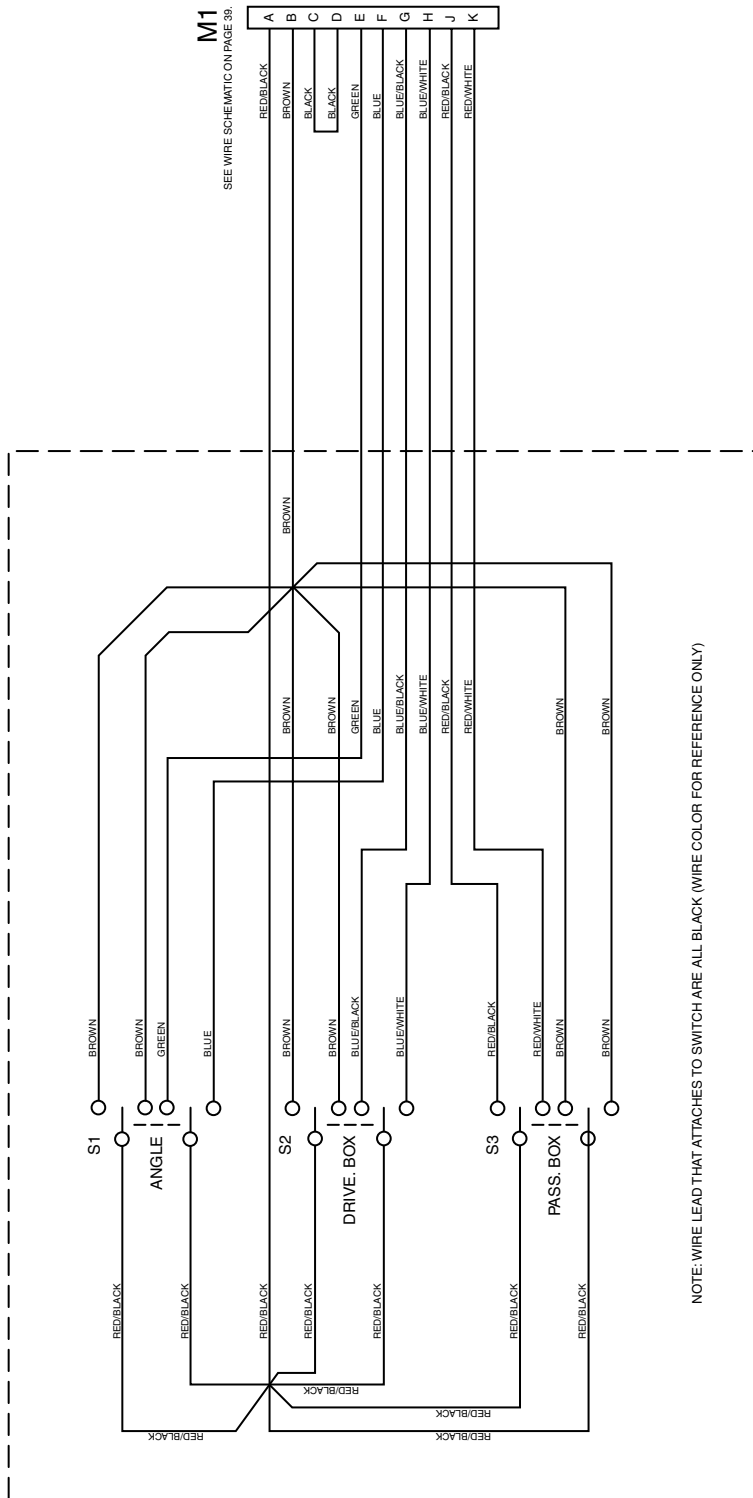 M1
SEE WIRE SCHEMATIC ON PAGE 39.
A
B
C
D
E
F
G
H
J
K
RED/BLACK
BROWN
BLACK
BLACK
GREEN
BLUE
BLUE/BLACK
BLUE/WHITE
RED/BLACK
RED/WHITE
BROWN
BROWN
BROWN
GREEN
BLUE
BLUE/BLACK
BLUE/WHITE
RED/BLACK
RED/WHITE
BROWN
BROWN
BROWN
BROWN
GREEN
BLUE
BROWN
BROWN
BLUE/BLACK
BLUE/WHITE
RED/BLACK
RED/WHITE
BROWN
BROWN
S1
ANGLE
S2
DRIVE. BOX
S3
PASS. BOX
RED/BLACK
RED/BLACK
RED/BLACK
RED/BLACK
RED/BLACK
RED/BLACK
RED/BLACK
RED/BLACK
RED/BLACK
RED/BLACK
RED/BLACK
NOTE: WIRE LEAD THAT ATTACHES TO SWITCH ARE ALL BLACK (WIRE COLOR FOR REFERENCE ONLY)